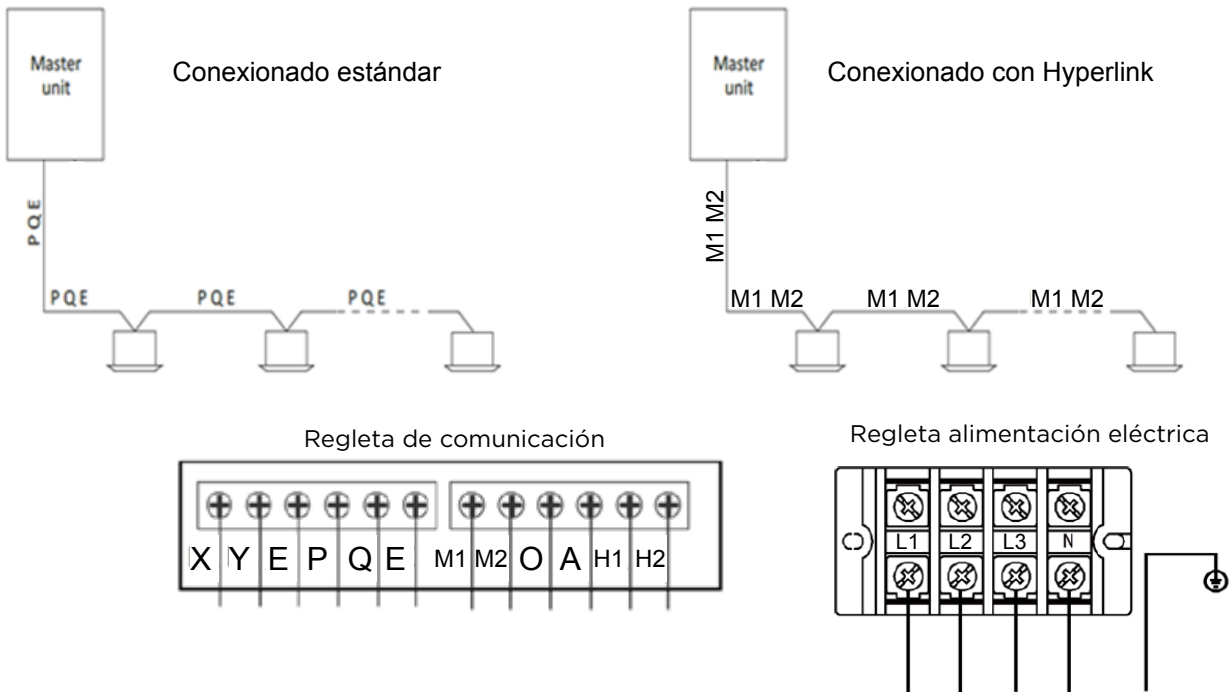 Master
unit
Conexionado estándar
PQE
PQE PQE PQE
Master
unit
Conexionado con Hyperlink
M1 M2
M1 M2 M1 M2 M1 M2
Regleta de comunicación
X Y E P Q E M1 M2 O A H1 H2
Regleta alimentación eléctrica
L1 L2 L3 N